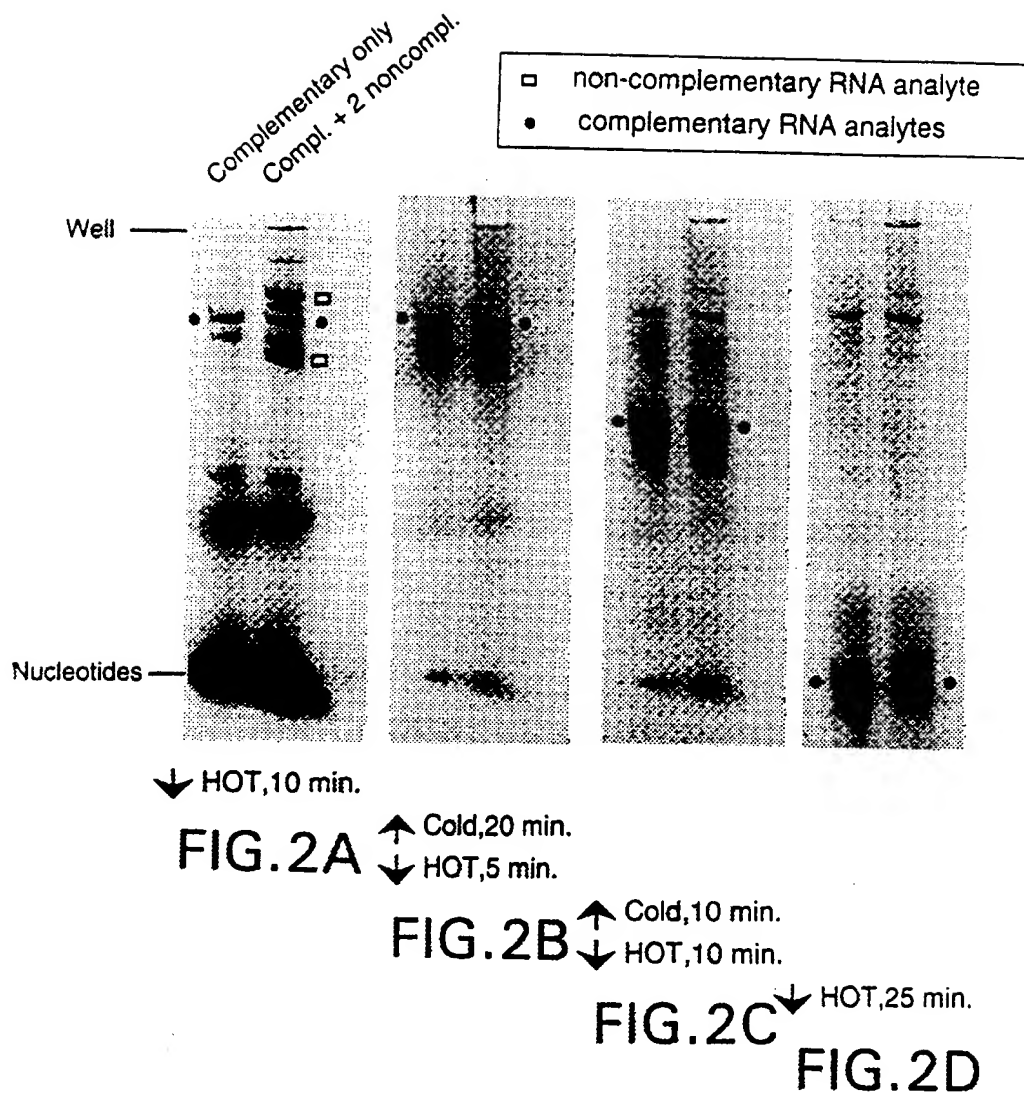 Complementary only
Compl. + 2 noncompl.
non-complementary RNA analyte
complementary RNA analytes
Well
Nucleotides
HOT,10 min.
FIG.2A
Cold,20 min.
HOT,5 min.
FIG.2B
Cold,10 min.
HOT,10 min.
FIG.2C
HOT,25 min.
FIG.2D